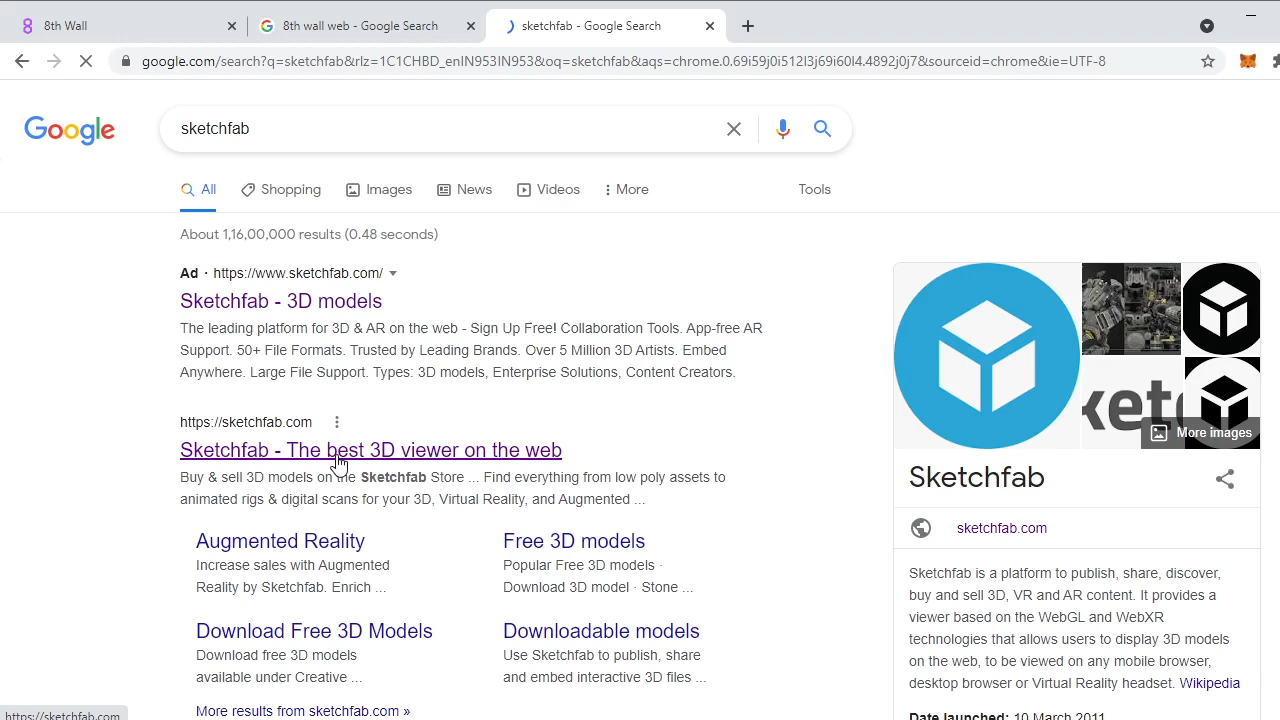 8th Wall
8th wall web - Google Search
sketchfab - Google Search
google.com/search?q=sketchfab&rlz=1C1CHBD_enIN953IN953&oq=sketchfab&aqs=chrome.0.69i59j0i512l3j69i60l4.4892j0j7&sourceid=chrome&ie=UTF-8
Google
sketchfab
All
Shopping
Images
News
Videos
More
Tools
About 1,16,00,000 results (0.48 seconds)
Ad · https://www.sketchfab.com/
Sketchfab - 3D models
The leading platform for 3D & AR on the web - Sign Up Free! Collaboration Tools. App-free AR
Support. 50+ File Formats. Trusted by Leading Brands. Over 5 Million 3D Artists. Embed
Anywhere. Large File Support. Types: 3D models, Enterprise Solutions, Content Creators.
https://sketchfab.com
Sketchfab - The best 3D viewer on the web
Buy & sell 3D models on the Sketchfab Store ... Find everything from low poly assets to
animated rigs & digital scans for your 3D, Virtual Reality, and Augmented ...
Augmented Reality
Increase sales with Augmented
Reality by Sketchfab. Enrich ...
Free 3D models
Popular Free 3D models ·
Download 3D model · Stone ...
Download Free 3D Models
Download free 3D models
available under Creative ...
Downloadable models
Use Sketchfab to publish, share
and embed interactive 3D files ...
More results from sketchfab.com »
https://sketchfab.com
ketc
More images
Sketchfab
sketchfab.com
Sketchfab is a platform to publish, share, discover,
buy and sell 3D, VR and AR content. It provides a
viewer based on the WebGL and WebXR
technologies that allows users to display 3D models
on the web, to be viewed on any mobile browser,
desktop browser or Virtual Reality headset. Wikipedia
Date launched: 10 March 2011